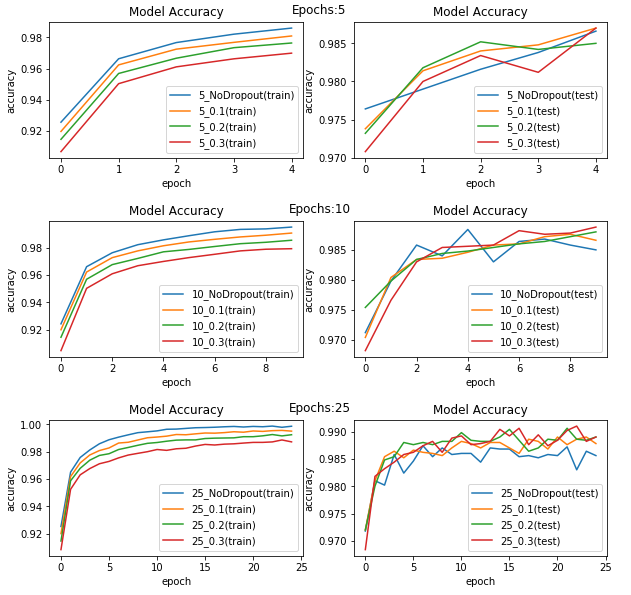 Epochs:5
Model Accuracy
accuracy
0.98
0.96
0.94
0.92
5_NoDropout(train)
5_0.1(train)
5_0.2(train)
5_0.3(train)
0 1 2 3 4
epoch
Model Accuracy
accuracy
0.985
0.980
0.975
0.970
5_NoDropout(test)
5_0.1(test)
5_0.2(test)
5_0.3(test)
0 1 2 3 4
epoch
Epochs:10
Model Accuracy
accuracy
0.98
0.96
0.94
0.92
10_NoDropout(train)
10_0.1(train)
10_0.2(train)
10_0.3(train)
0 2 4 6 8
epoch
Model Accuracy
accuracy
0.985
0.980
0.975
0.970
10_NoDropout(test)
10_0.1(test)
10_0.2(test)
10_0.3(test)
0 2 4 6 8
epoch
Epochs:25
Model Accuracy
accuracy
1.00
0.98
0.96
0.94
0.92
25_NoDropout(train)
25_0.1(train)
25_0.2(train)
25_0.3(train)
0 5 10 15 20 25
epoch
Model Accuracy
accuracy
0.990
0.985
0.980
0.975
0.970
25_NoDropout(test)
25_0.1(test)
25_0.2(test)
25_0.3(test)
0 5 10 15 20 25
epoch